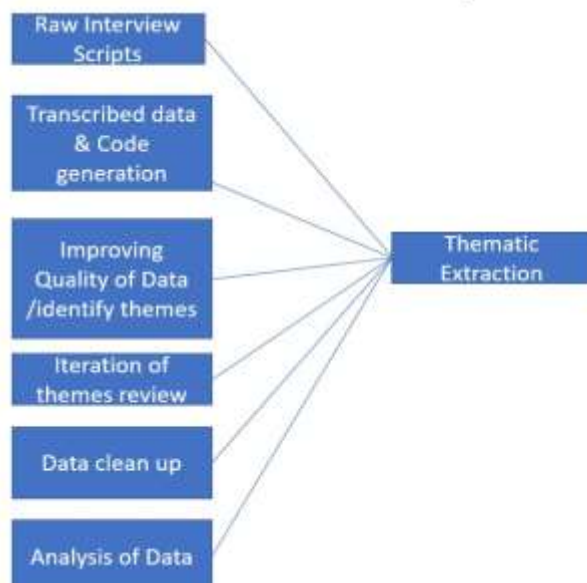 Raw Interview
Scripts
Transcribed data
& Code
generation
Improving
Quality of Data
/identify themes
Iteration of
themes review
Data clean up
Analysis of Data
Thematic
Extraction